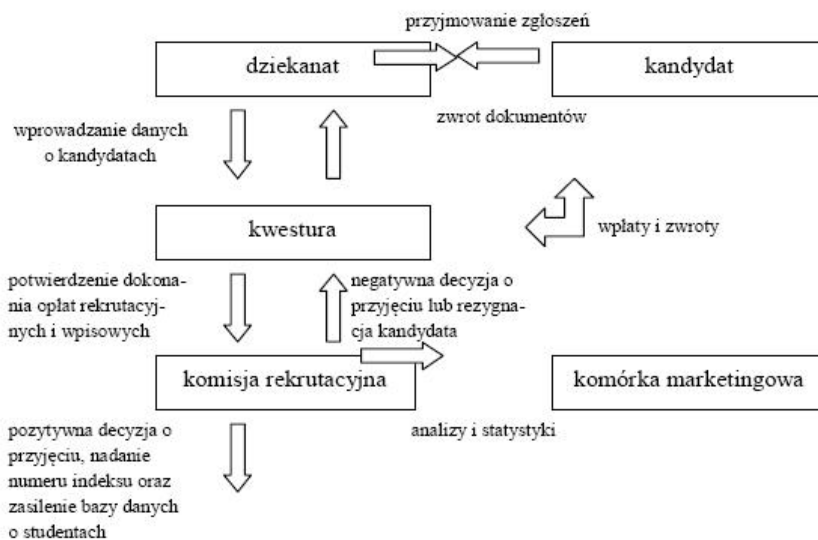 przyjmowanie zgłoszeń
dziekanat
kandydat
wprowadzanie danych
o kandydatach
zwrot dokumentów
kwestura
wpłaty i zwroty
potwierdzenie dokona-
nia opłat rekrutacyj-
nych i wpisowych
negatywna decyzja o
przyjęciu lub rezygna-
cja kandydata
komisja rekrutacyjna
komórka marketingowa
pozytywna decyzja o
przyjęciu, nadanie
numeru indeksu oraz
zasilenie bazy danych
o studentach
analizy i statystyki